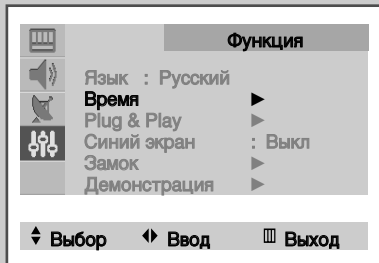 Функция
Язык : Русский
Время ►
Plug & Play ►
Синий экран : Выкл
Замок ►
Демонстрация ►
Выбор Ввод Выход